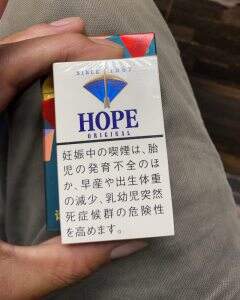 SINCE 1957
HOPE
ORIGINAL
妊娠中の喫煙は、胎
児の発育不全のほ
か、早産や出生体重
の減少、乳幼児突然
死症候群の危険性
を高めます。